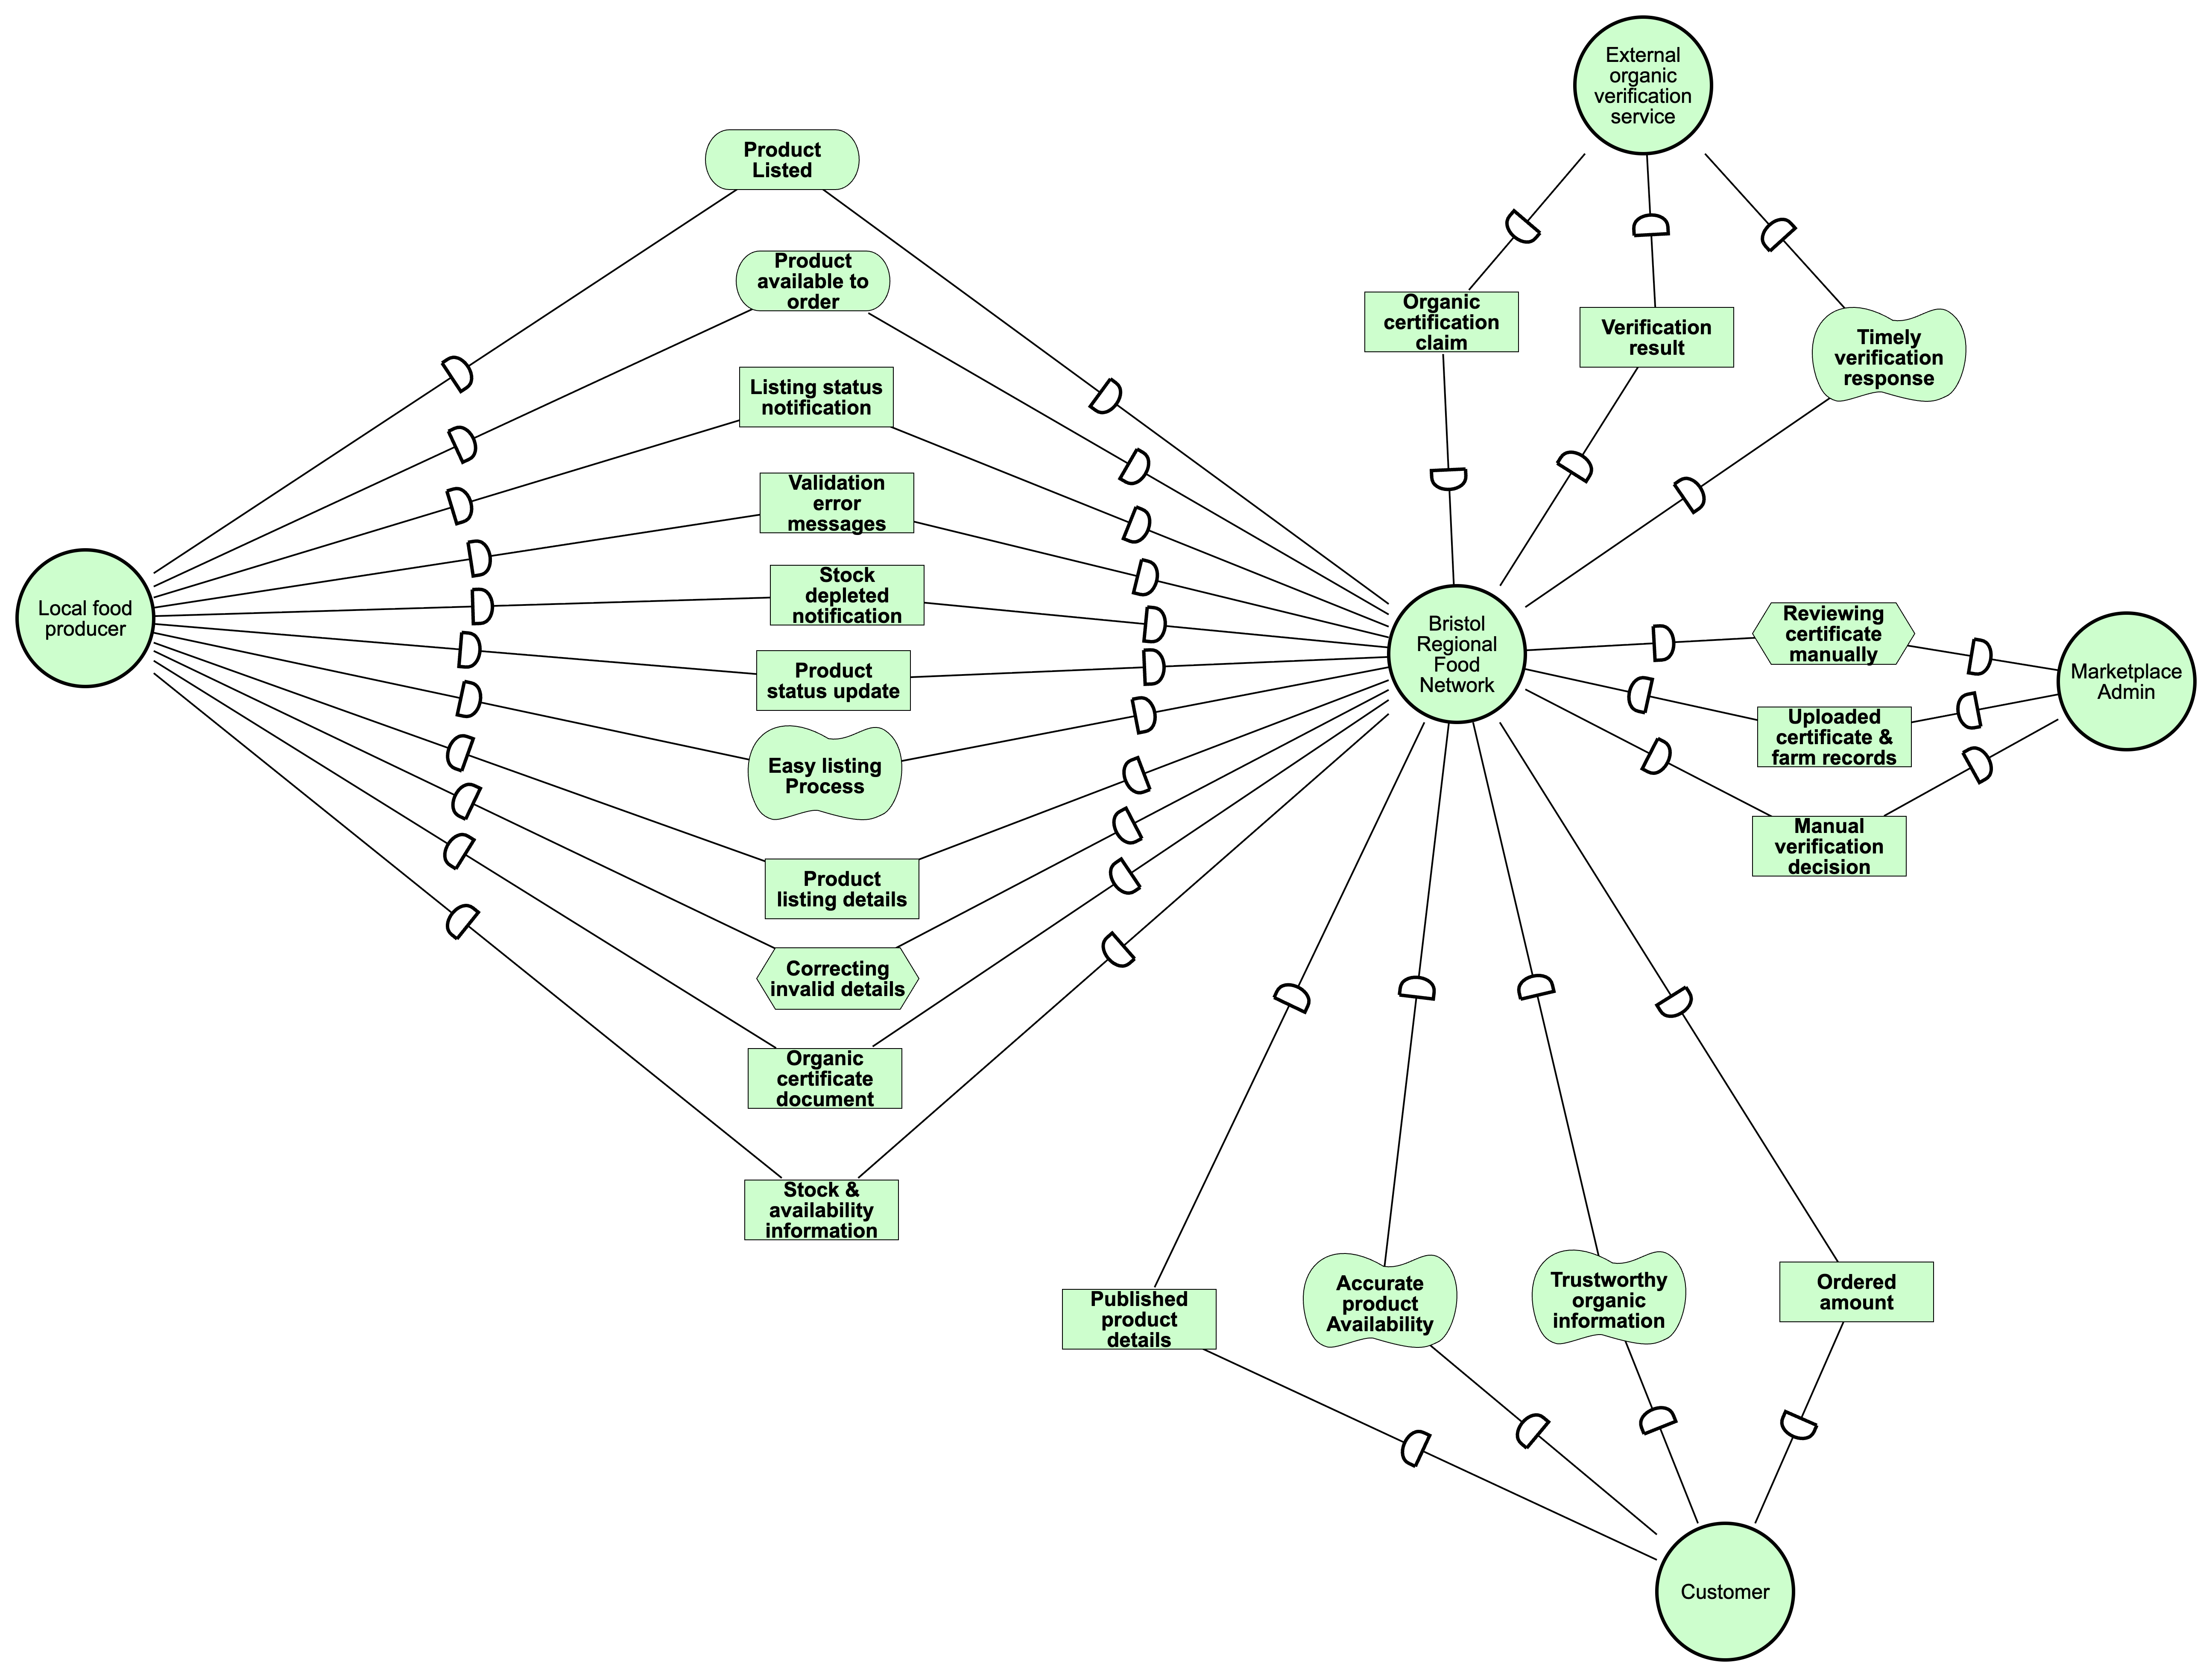 External
organic
verification
service
Product
Listed
Product
available to
order
Organic
certification
claim
Verification
result
Timely
verification
response
Listing status
notification
Validation
error
messages
Stock
depleted
notification
Local food
producer
Product
status update
Easy listing
Process
Bristol
Regional
Food
Network
Reviewing
certificate
manually
Marketplace
Admin
Uploaded
certificate &
farm records
Manual
verification
decision
Product
listing details
Correcting
invalid details
Organic
certificate
document
Stock &
availability
information
Published
product
details
Accurate
product
Availability
Trustworthy
organic
information
Ordered
amount
Customer